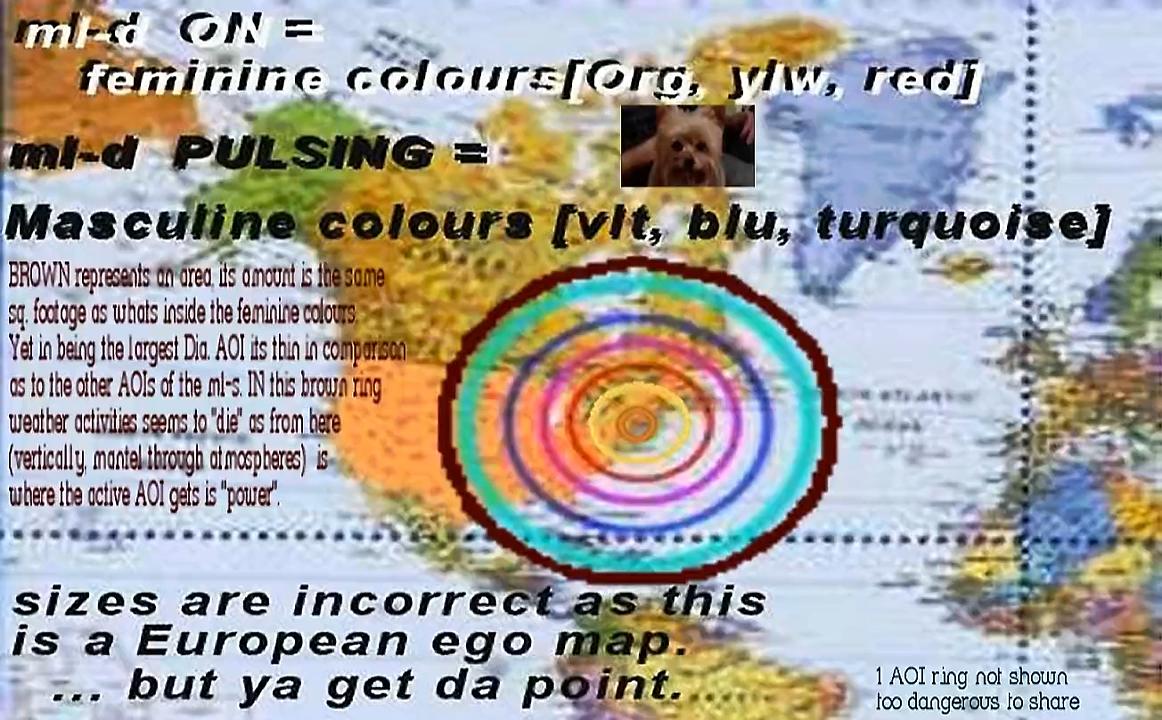 ml-d ON =
feminine colours[Org, ylw, red]
ml-d PULSING =
Masculine colours [vlt, blu, turquoise]
BROWN represents an area, its amount is the same
sq. footage as whats inside the feminine colours.
Yet in being the largest Dia. AOI its thin in comparison
as to the other AOIs of the ml-s. IN this brown ring
weather activities seems to "die" as from here
(vertically, mantel through atmospheres) is
where the active AOI gets is "power".
sizes are incorrect as this
is a European ego map.
... but ya get da point......
1 AOI ring not shown
too dangerous to share